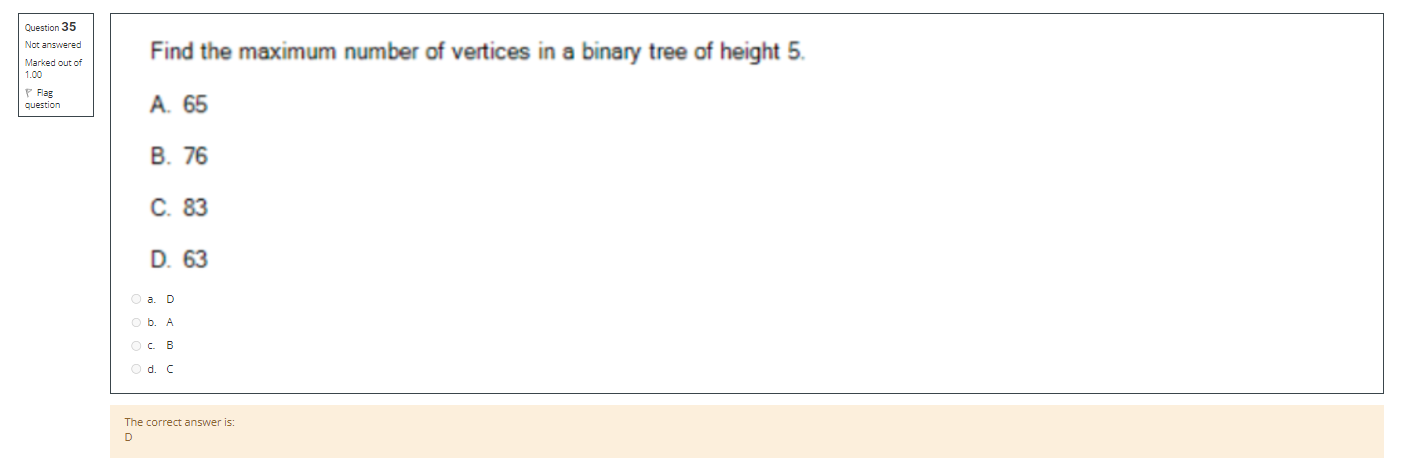 Question 35
Not answered
Marked out of
1.00
Flag
question
Find the maximum number of vertices in a binary tree of height 5.
A. 65
B. 76
C. 83
D. 63
a. D
b. A
c. B
d. C
The correct answer is:
D